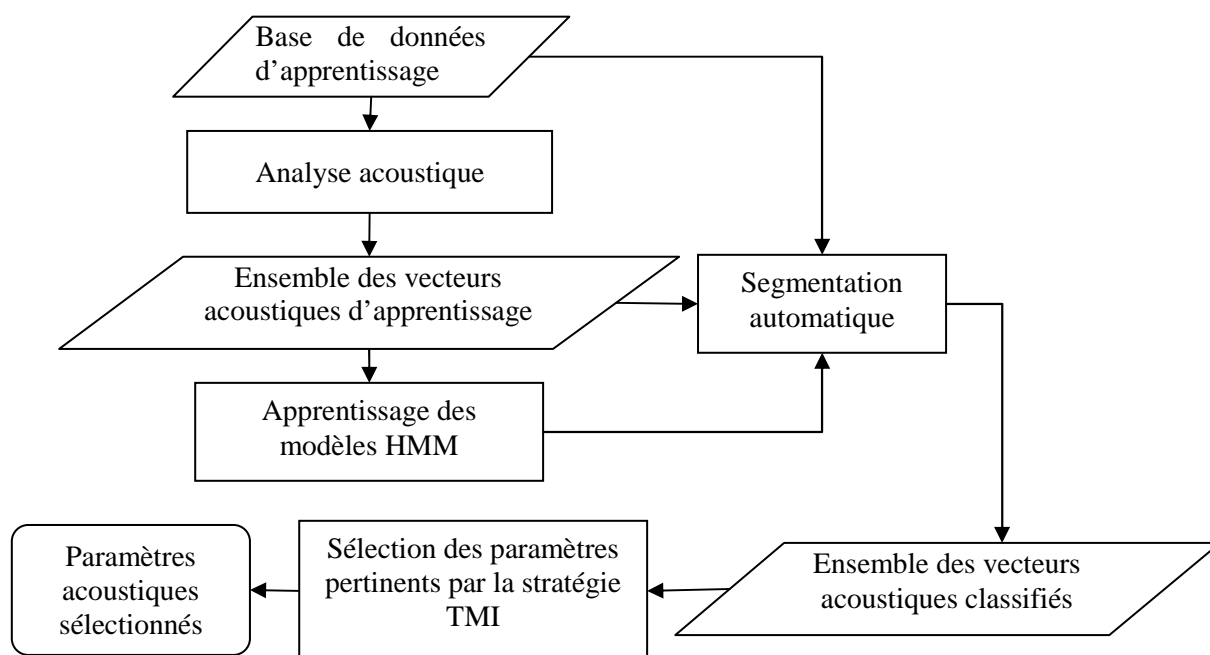 Base de données
d’apprentissage
Analyse acoustique
Ensemble des vecteurs
acoustiques d’apprentissage
Segmentation
automatique
Apprentissage des
modèles HMM
Paramètres
acoustiques
sélectionnés
Sélection des paramètres
pertinents par la stratégie
TMI
Ensemble des vecteurs
acoustiques classifiés